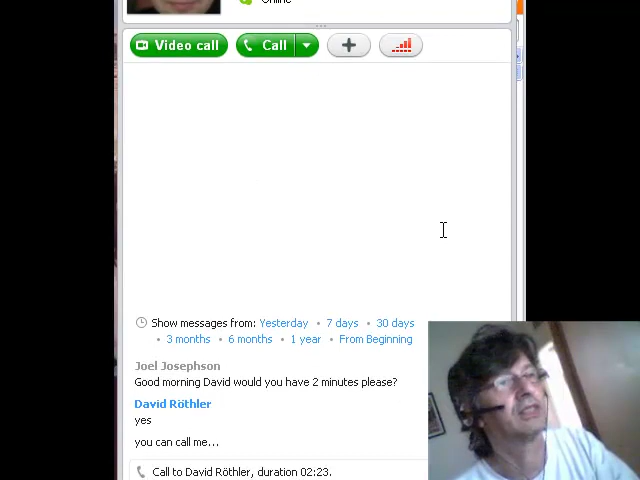 Online
Video call
Call
Show messages from: Yesterday • 7 days • 30 days
• 3 months • 6 months • 1 year • From Beginning
Joel Josephson
Good morning David would you have 2 minutes please?
David Röthler
yes
you can call me...
Call to David Röthler, duration 02:23.